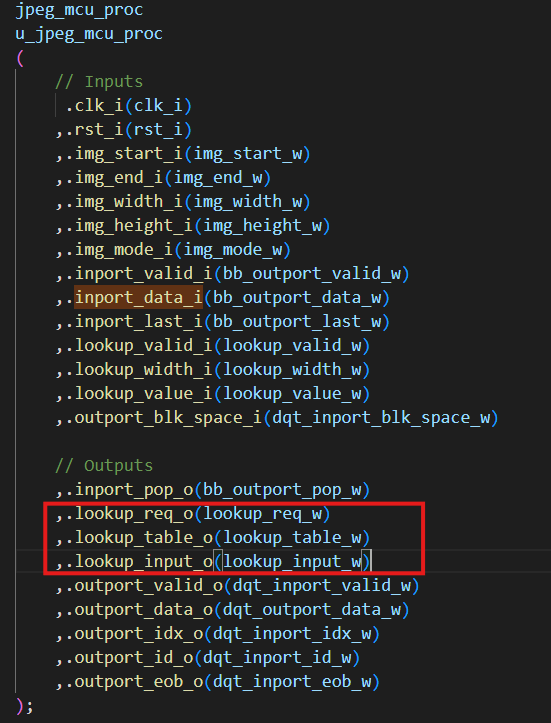 jpeg_mcu_proc
u_jpeg_mcu_proc
(
// Inputs
.clk_i(clk_i)
,.rst_i(rst_i)
,.img_start_i(img_start_w)
,.img_end_i(img_end_w)
,.img_width_i(img_width_w)
,.img_height_i(img_height_w)
,.img_mode_i(img_mode_w)
,.inport_valid_i(bb_outport_valid_w)
,.inport_data_i(bb_outport_data_w)
,.inport_last_i(bb_outport_last_w)
,.lookup_valid_i(lookup_valid_w)
,.lookup_width_i(lookup_width_w)
,.lookup_value_i(lookup_value_w)
,.outport_blk_space_i(dqt_inport_blk_space_w)
// Outputs
,.inport_pop_o(bb_outport_pop_w)
,.lookup_req_o(lookup_req_w)
,.lookup_table_o(lookup_table_w)
,.lookup_input_o(lookup_input_w)
,.outport_valid_o(dqt_inport_valid_w)
,.outport_data_o(dqt_outport_data_w)
,.outport_idx_o(dqt_inport_idx_w)
,.outport_id_o(dqt_inport_id_w)
,.outport_eob_o(dqt_inport_eob_w)
);